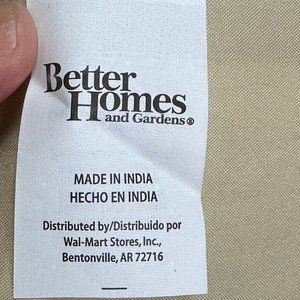 Better
Homes
and Gardens®
MADE IN INDIA
HECHO EN INDIA
Distributed by/Distribuido por
Wal-Mart Stores, Inc.,
Bentonville, AR 72716